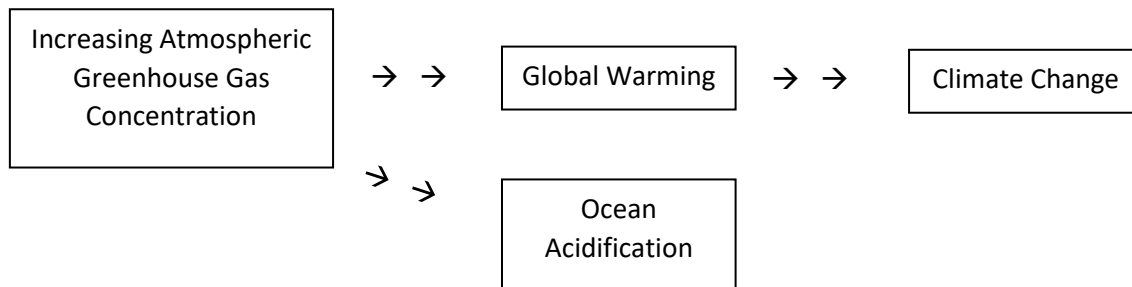 Increasing Atmospheric
Greenhouse Gas
Concentration
→ →
Global Warming
→ →
Climate Change
→ →
Ocean
Acidification